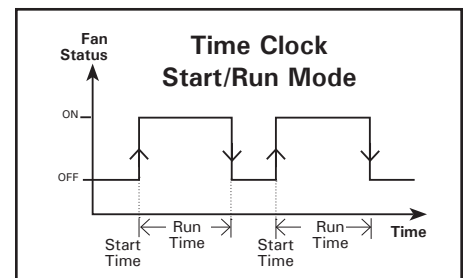 Fan
Status
Time Clock
Start/Run Mode
ON
OFF
Time
Start
Time
Run
Time
Start
Time
Run
Time